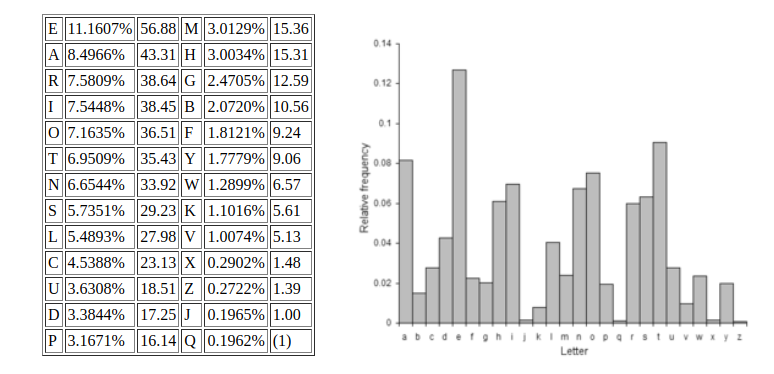 E 11.1607% 56.88 M 3.0129% 15.36
A 8.4966% 43.31 H 3.0034% 15.31
R 7.5809% 38.64 G 2.4705% 12.59
I 7.5448% 38.45 B 2.0720% 10.56
O 7.1635% 36.51 F 1.8121% 9.24
T 6.9509% 35.43 Y 1.7779% 9.06
N 6.6544% 33.92 W 1.2899% 6.57
S 5.7351% 29.23 K 1.1016% 5.61
L 5.4893% 27.98 V 1.0074% 5.13
C 4.5388% 23.13 X 0.2902% 1.48
U 3.6308% 18.51 Z 0.2722% 1.39
D 3.3844% 17.25 J 0.1965% 1.00
P 3.1671% 16.14 Q 0.1962% (1)
Relative frequency
0.14
0.12
0.1
0.08
0.06
0.04
0.02
0
a b c d e f g h i j k l m n o p q r s t u v w x y z
Letter